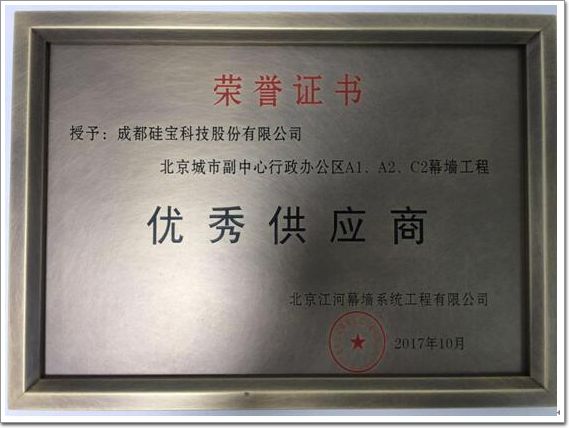 荣誉证书
授予：成都硅宝科技股份有限公司
北京城市副中心行政办公区A1、A2、C2幕墙工程
优秀供应商
北京江河幕墙系统工程有限公司
2017年10月